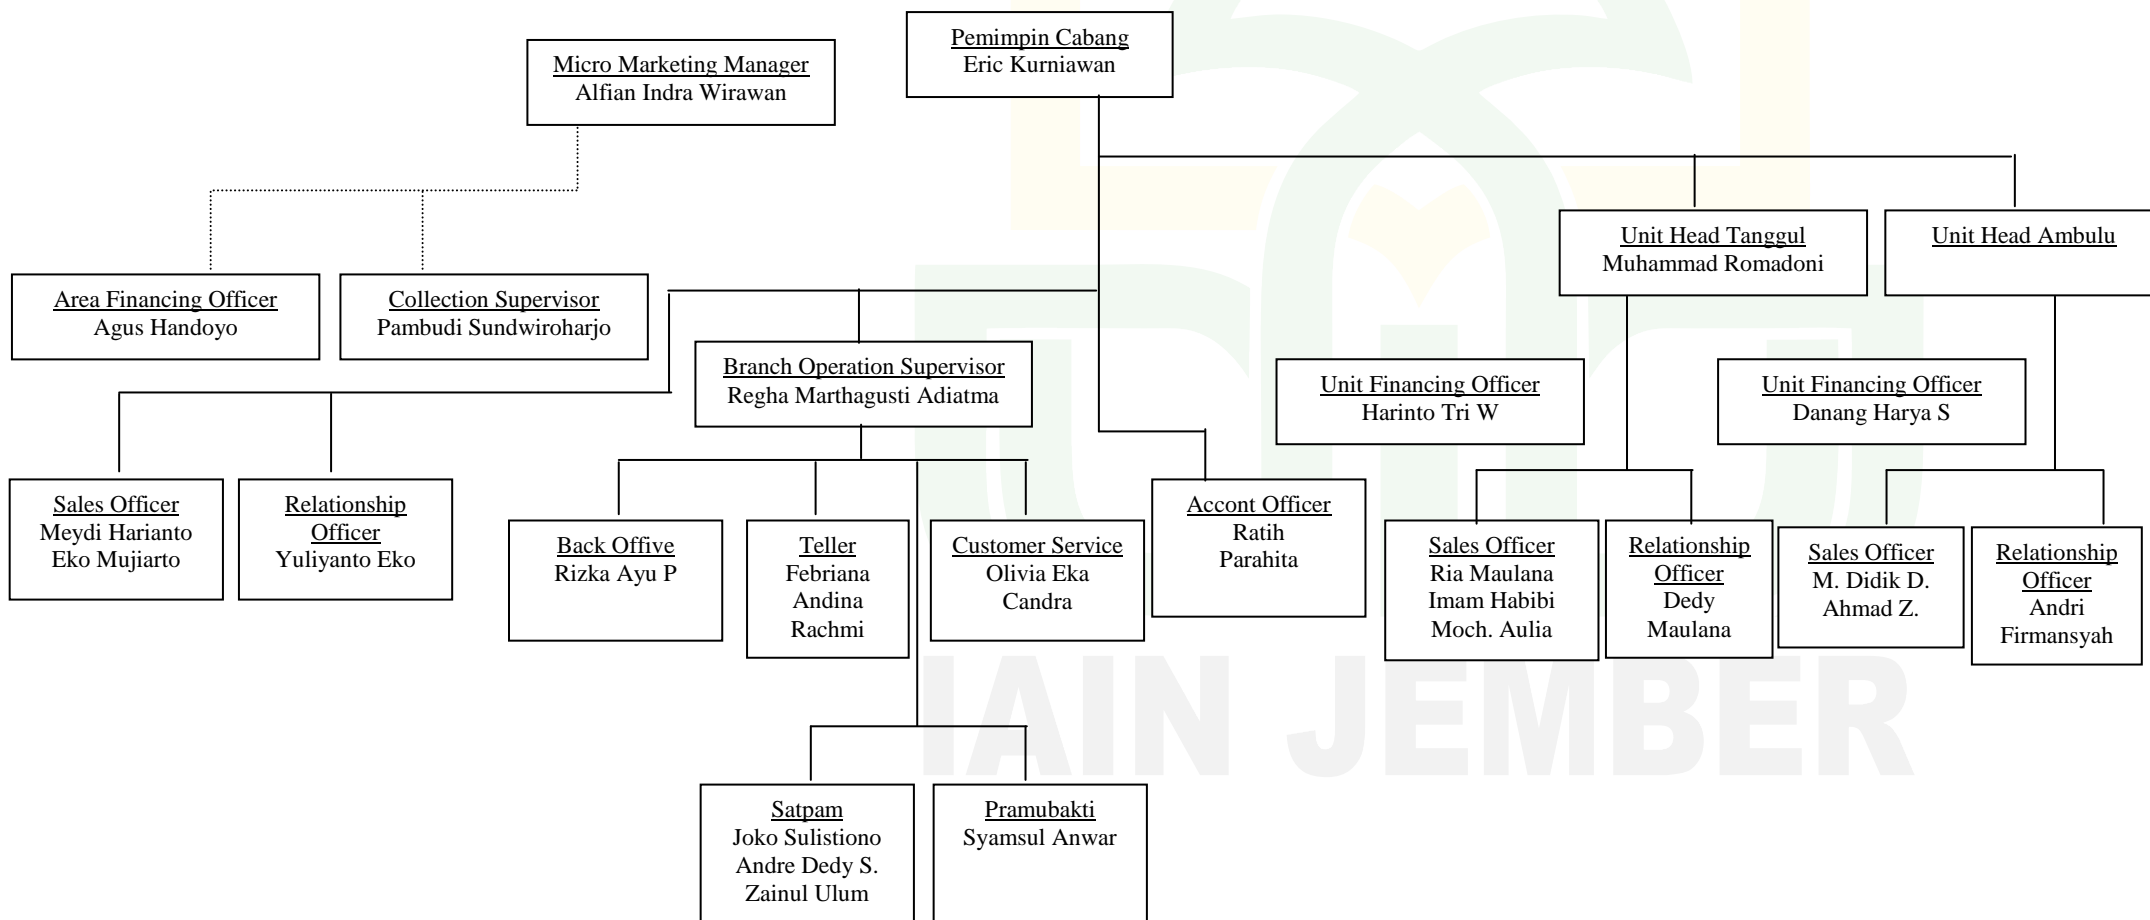 Pemimpin Cabang
Eric Kurniawan
Micro Marketing Manager
Alfian Indra Wirawan
Unit Head Tanggul
Muhammad Romadoni
Unit Head Ambulu
Area Financing Officer
Agus Handoyo
Collection Supervisor
Pambudi Sundwiroharjo
Branch Operation Supervisor
Regha Marthagusti Adiatma
Unit Financing Officer
Harinto Tri W
Unit Financing Officer
Danang Harya S
Sales Officer
Meydi Harianto
Eko Mujiarto
Relationship
Officer
Yuliyanto Eko
Back Offive
Rizka Ayu P
Teller
Febriana
Andina
Rachmi
Customer Service
Olivia Eka
Candra
Accont Officer
Ratih
Parahita
Sales Officer
Ria Maulana
Imam Habibi
Moch. Aulia
Relationship
Officer
Dedy
Maulana
Sales Officer
M. Didik D.
Ahmad Z.
Relationship
Officer
Andri
Firmansyah
IAIN JEMBER
Satpam
Joko Sulistiono
Andre Dedy S.
Zainul Ulum
Pramubakti
Syamsul Anwar